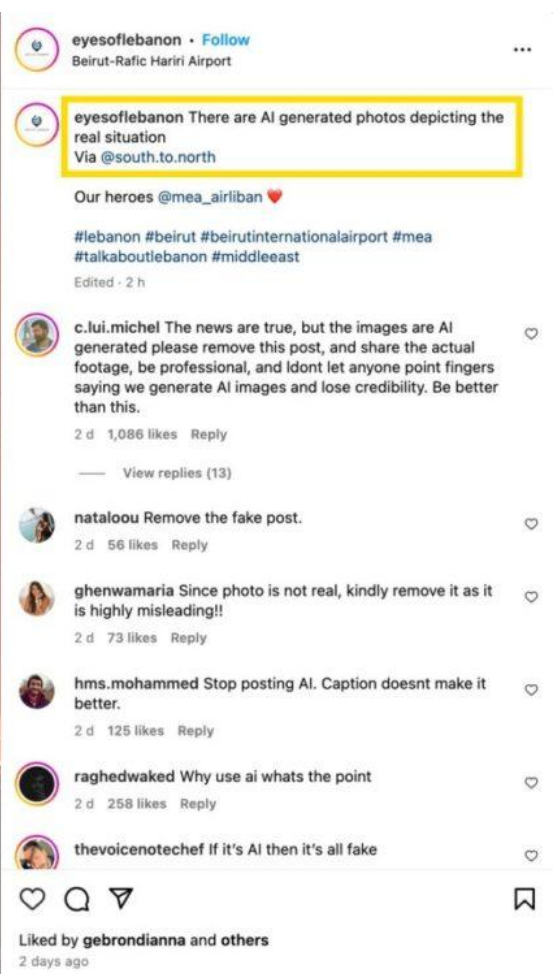 eyesoflebanon • Follow
Beirut-Rafic Hariri Airport
eyesoflebanon There are AI generated photos depicting the
real situation
Via @south.to.north
Our heroes @mea_airliban ❤️
#lebanon #beirut #beirutinternationalairport #mea
#talkaboutlebanon #middleeast
Edited · 2 h
c.lui.michel The news are true, but the images are AI
generated please remove this post, and share the actual
footage, be professional, and Idont let anyone point fingers
saying we generate AI images and lose credibility. Be better
than this.
2 d 1,086 likes Reply
View replies (13)
nataloou Remove the fake post.
2 d 56 likes Reply
ghenwamaria Since photo is not real, kindly remove it as it
is highly misleading!!
2 d 73 likes Reply
hms.mohammed Stop posting AI. Caption doesnt make it
better.
2 d 125 likes Reply
raghedwaked Why use ai whats the point
2 d 258 likes Reply
thevoicenotechef If it's AI then it's all fake
Liked by gebrondianna and others
2 days ago